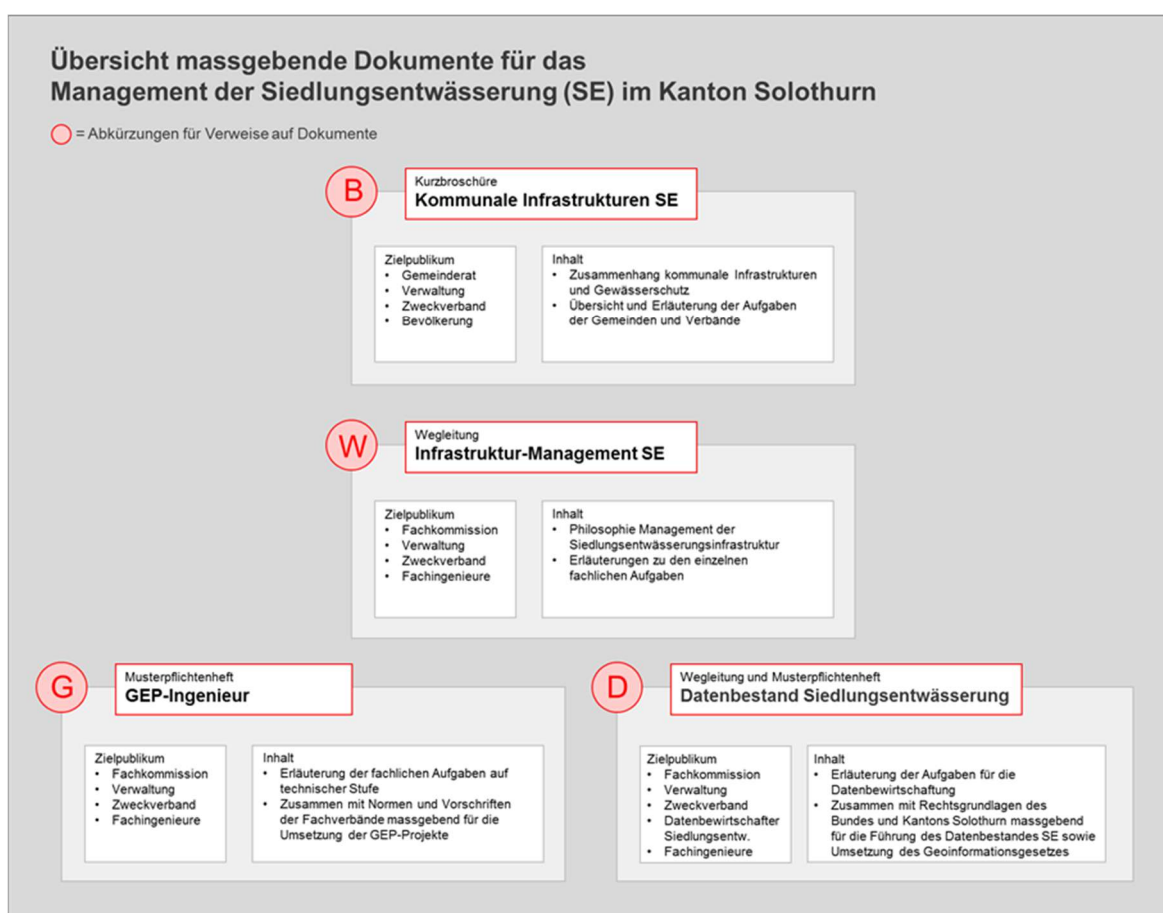 Übersicht massgebende Dokumente für das
Management der Siedlungsentwässerung (SE) im Kanton Solothurn
= Abkürzungen für Verweise auf Dokumente
B
Kurzbroschüre
Kommunale Infrastrukturen SE
Zielpublikum
• Gemeinderat
• Verwaltung
• Zweckverband
• Bevölkerung
Inhalt
• Zusammenhang kommunale Infrastrukturen
und Gewässerschutz
• Übersicht und Erläuterung der Aufgaben
der Gemeinden und Verbände
W
Wegleitung
Infrastruktur-Management SE
Zielpublikum
• Fachkommission
• Verwaltung
• Zweckverband
• Fachingenieure
Inhalt
• Philosophie Management der
Siedlungsentwässerungsinfrastruktur
• Erläuterungen zu den einzelnen
fachlichen Aufgaben
G
Musterpflichtenheft
GEP-Ingenieur
Zielpublikum
• Fachkommission
• Verwaltung
• Zweckverband
• Fachingenieure
Inhalt
• Erläuterung der fachlichen Aufgaben auf
technischer Stufe
• Zusammen mit Normen und Vorschriften
der Fachverbände massgebend für die
Umsetzung der GEP-Projekte
D
Wegleitung und Musterpflichtenheft
Datenbestand Siedlungsentwässerung
Zielpublikum
• Fachkommission
• Verwaltung
• Zweckverband
• Datenbewirtschafter
Siedlungsentw.
• Fachingenieure
Inhalt
• Erläuterung der Aufgaben für die
Datenbewirtschaftung
• Zusammen mit Rechtsgrundlagen des
Bundes und Kantons Solothurn massgebend
für die Führung des Datenbestandes SE sowie
Umsetzung des Geoinformationsgesetzes